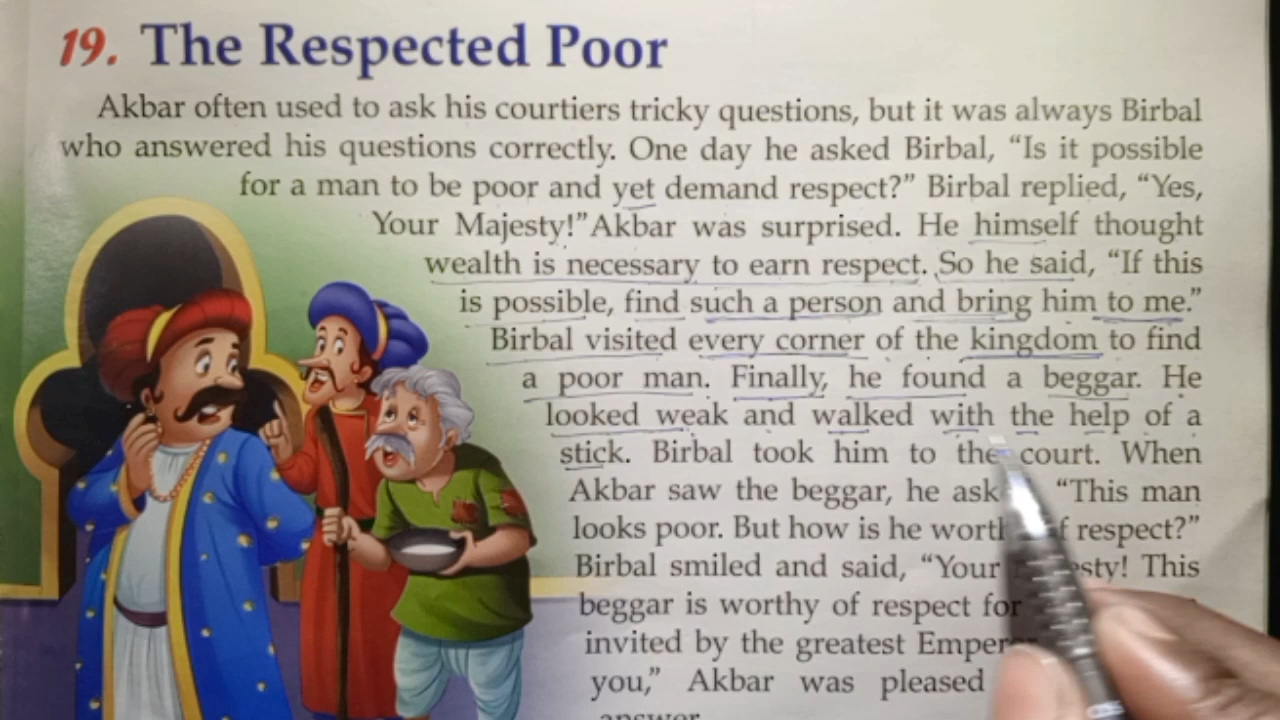 19. The Respected Poor
Akbar often used to ask his courtiers tricky questions, but it was always Birbal
who answered his questions correctly. One day he asked Birbal, “Is it possible
for a man to be poor and yet demand respect?” Birbal replied, “Yes,
Your Majesty!”Akbar was surprised. He himself thought
wealth is necessary to earn respect. So he said, “If this
is possible, find such a person and bring him to me.”
Birbal visited every corner of the kingdom to find
a poor man. Finally, he found a beggar. He
looked weak and walked with the help of a
stick. Birbal took him to the court. When
Akbar saw the beggar, he “This man
looks poor. But how is he respect?”
Birbal smiled and said, “Your This
beggar is worthy of respect for
invited by the greatest
you,” Akbar was pleased
answer